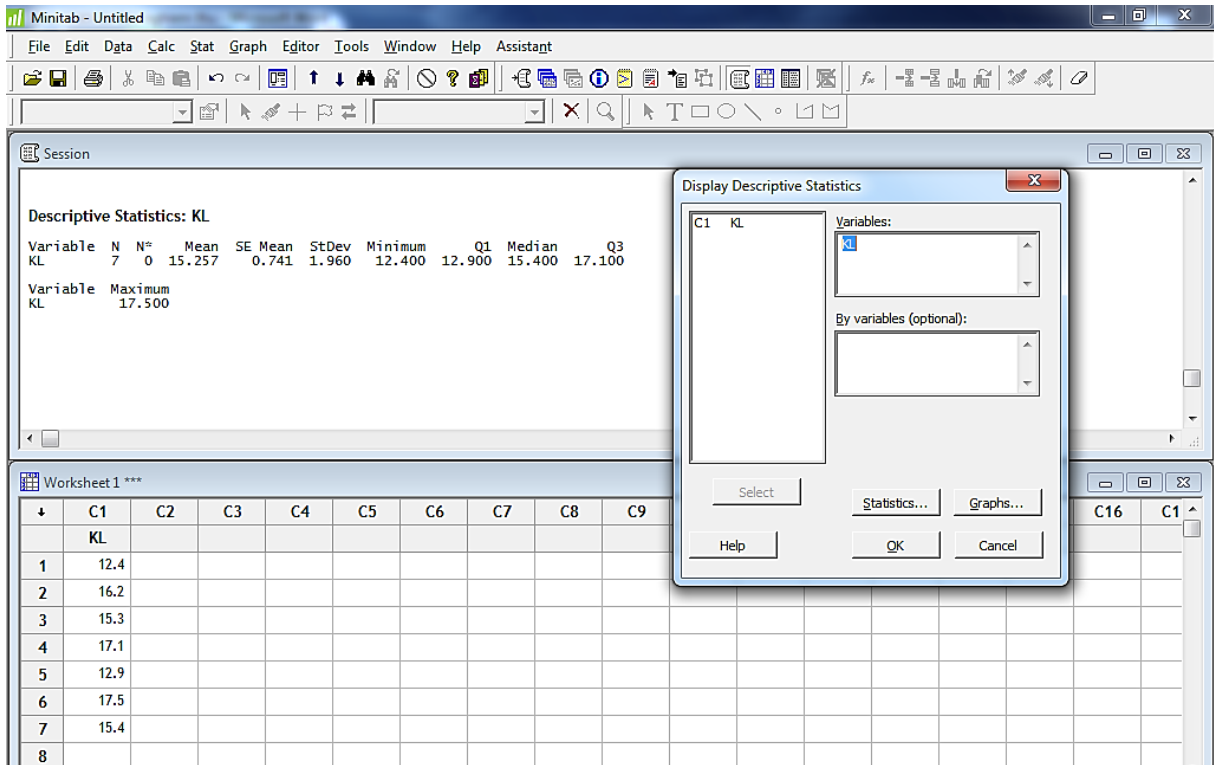 Minitab - Untitled
File Edit Data Calc Stat Graph Editor Tools Window Help Assistant
Session
Descriptive Statistics: KL
Variable N N* Mean SE Mean StDev Minimum Q1 Median Q3
KL 7 0 15.257 0.741 1.960 12.400 12.900 15.400 17.100
Variable Maximum
KL 17.500
Display Descriptive Statistics
C1 KL
Variables:
KL
By variables (optional):
Select
Statistics...
Graphs...
Help
OK
Cancel
Worksheet 1 ***
C1 C2 C3 C4 C5 C6 C7 C8 C9 C16 C1
KL
1 12.4
2 16.2
3 15.3
4 17.1
5 12.9
6 17.5
7 15.4
8